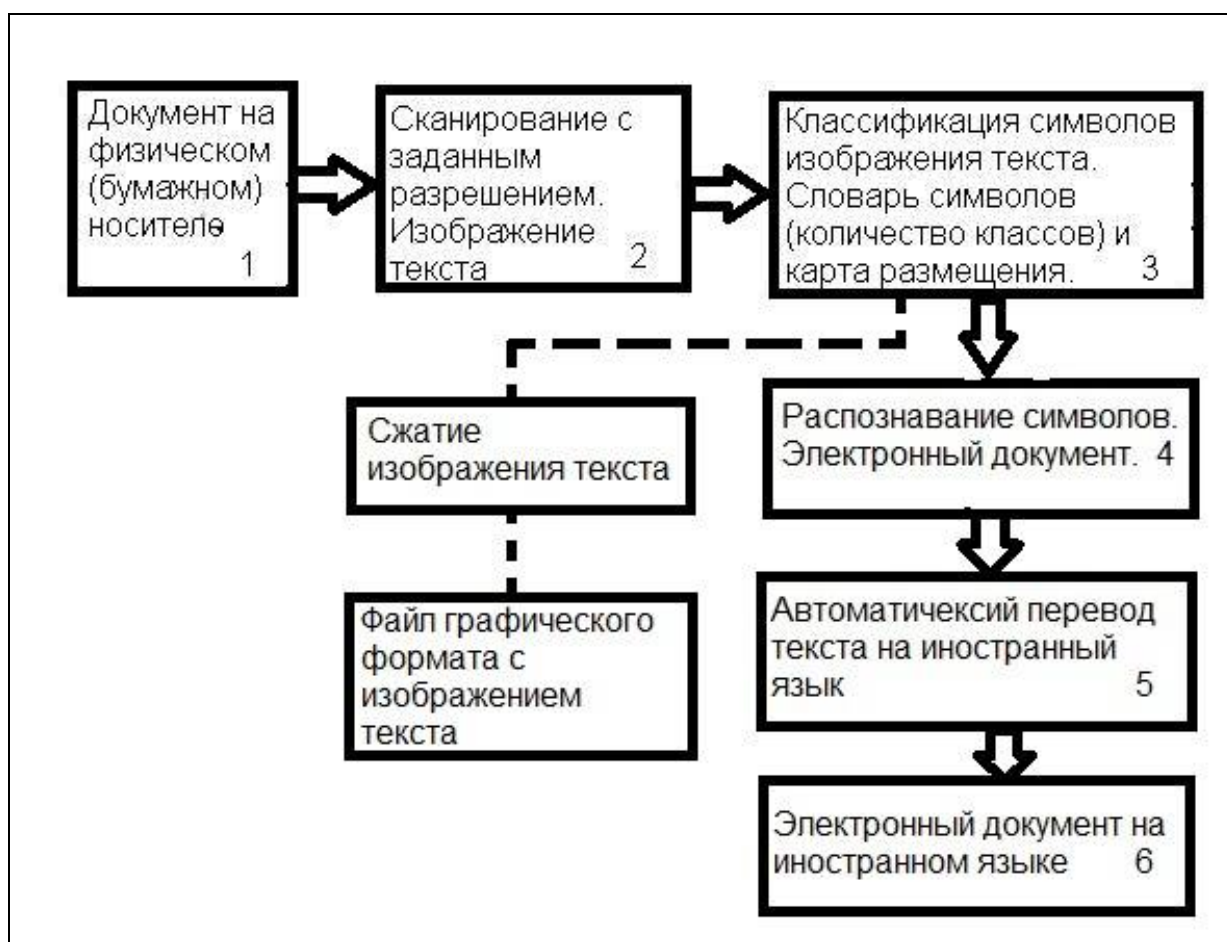 Документ на
физическом
(бумажном)
носителе
1
Сканирование с
заданным
разрешением.
Изображение
текста 2
Классификация символов
изображения текста.
Словарь символов
(количество классов) и
карта размещения. 3
Сжатие
изображения текста
Распознавание символов.
Электронный документ. 4
Файл графического
формата с
изображением
текста
Автоматичексий перевод
текста на иностранный
язык 5
Электронный документ на
иностранном языке 6